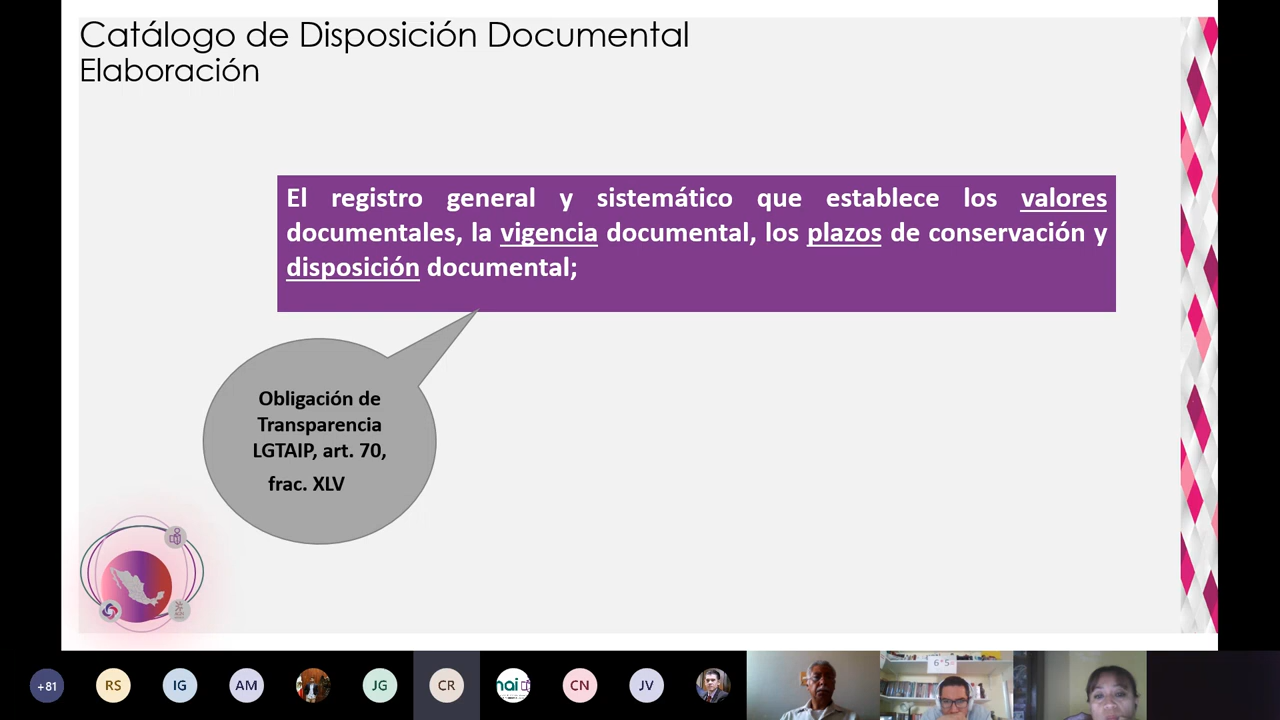 Catálogo de Disposición Documental
Elaboración
El registro general y sistemático que establece los valores
documentales, la vigencia documental, los plazos de conservación y
disposición documental;
Obligación de
Transparencia
LGTAIP, art. 70,
frac. XLV
+81
RS
IG
AM
JG
CR
nai
CN
JV